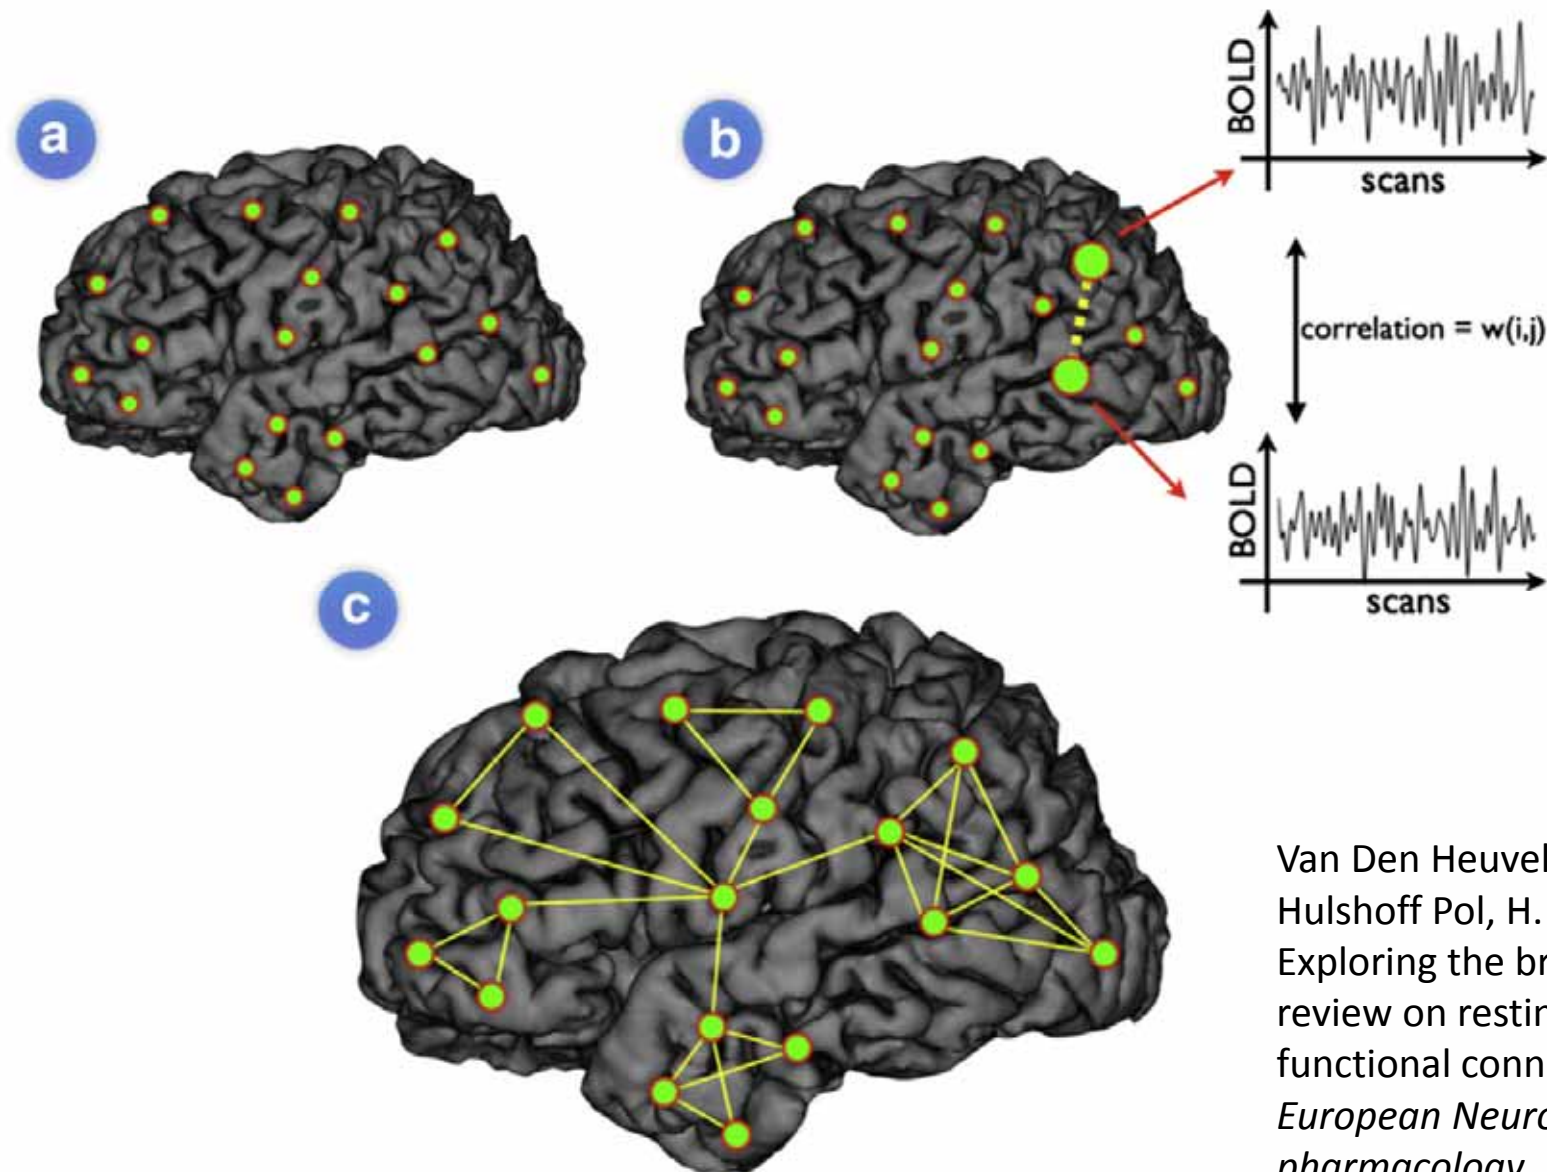 a
b
BOLD
scans
correlation = w(i,j)
BOLD
scans
c
Van Den Heuvel
Hulshoff Pol, H.
Exploring the br
review on restin
functional conn
European Neuro
pharmacology